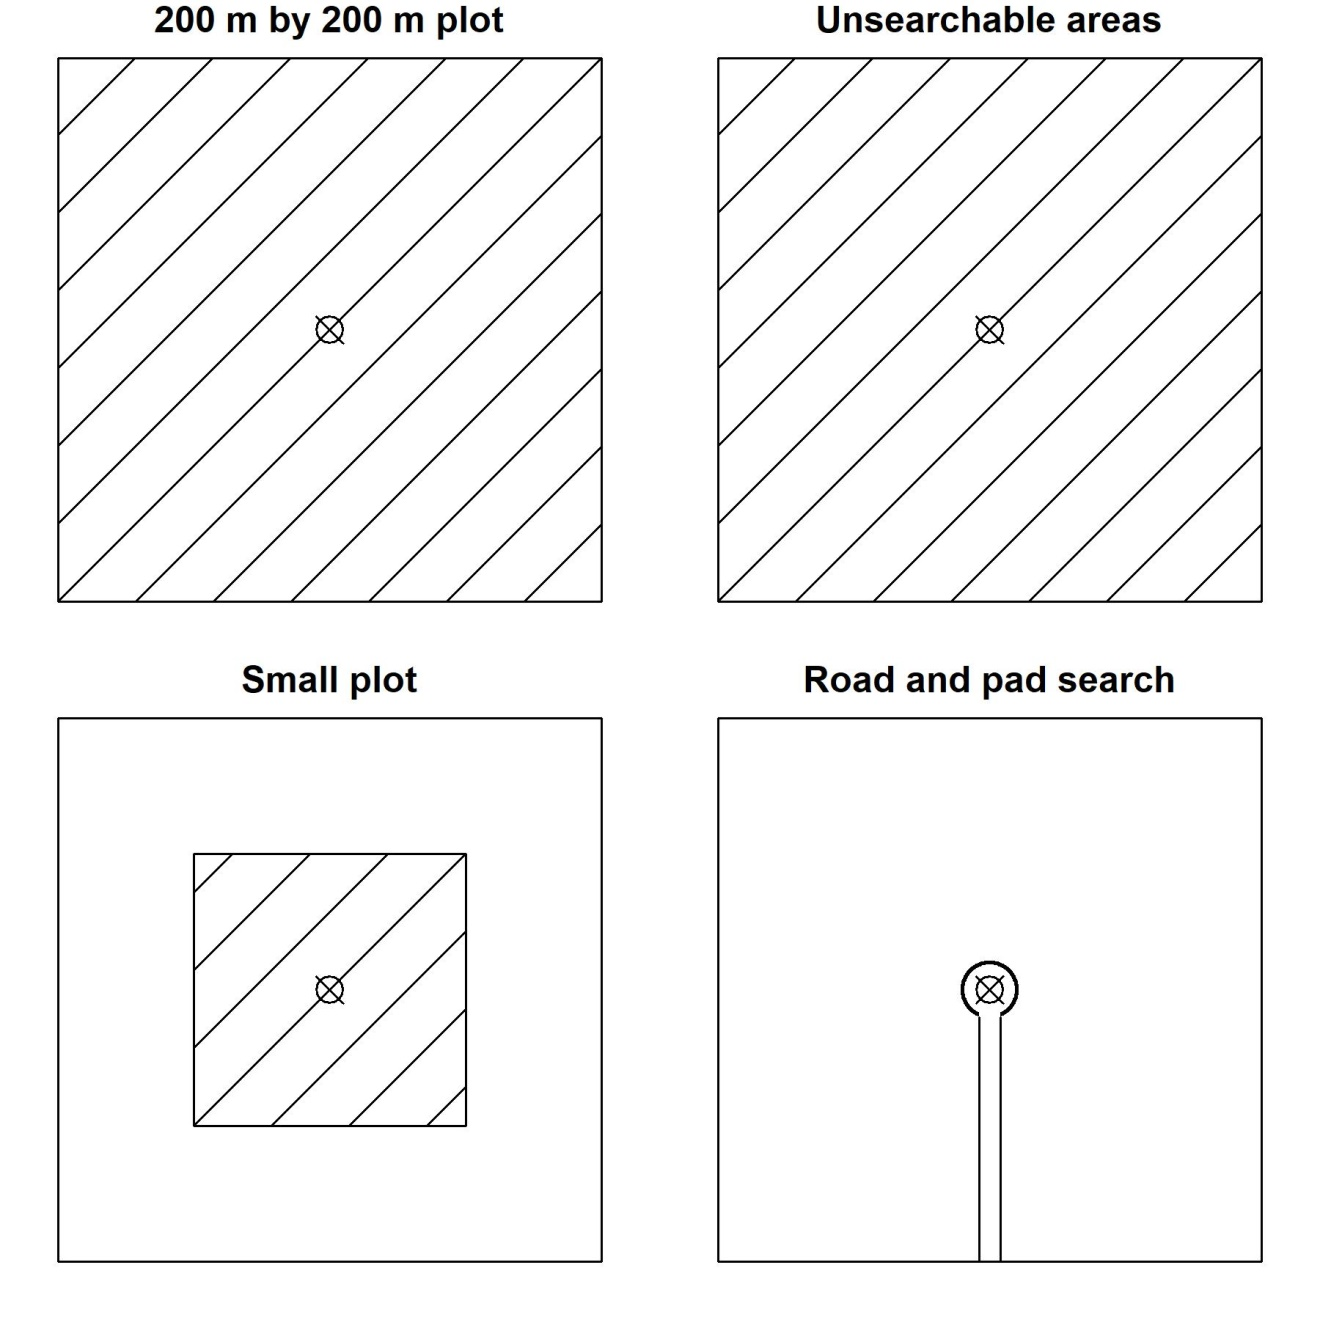 200 m by 200 m plot
Unsearchable areas
Small plot
Road and pad search